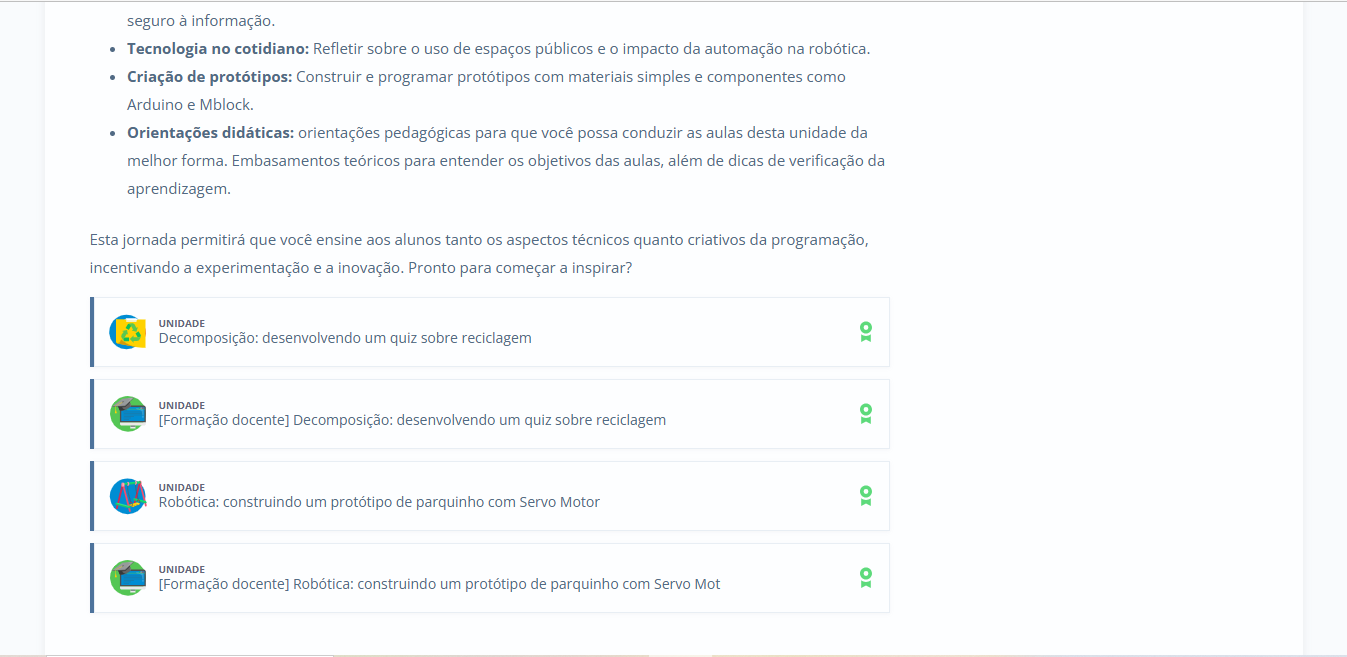 seguro à informação.
• Tecnologia no cotidiano: Refletir sobre o uso de espaços públicos e o impacto da automação na robótica.
• Criação de protótipos: Construir e programar protótipos com materiais simples e componentes como
Arduino e Mblock.
• Orientações didáticas: orientações pedagógicas para que você possa conduzir as aulas desta unidade da
melhor forma. Embasamentos teóricos para entender os objetivos das aulas, além de dicas de verificação da
aprendizagem.
Esta jornada permitirá que você ensine aos alunos tanto os aspectos técnicos quanto criativos da programação,
incentivando a experimentação e a inovação. Pronto para começar a inspirar?
UNIDADE
Decomposição: desenvolvendo um quiz sobre reciclagem
UNIDADE
[Formação docente] Decomposição: desenvolvendo um quiz sobre reciclagem
UNIDADE
Robótica: construindo um protótipo de parquinho com Servo Motor
UNIDADE
[Formação docente] Robótica: construindo um protótipo de parquinho com Servo Mot